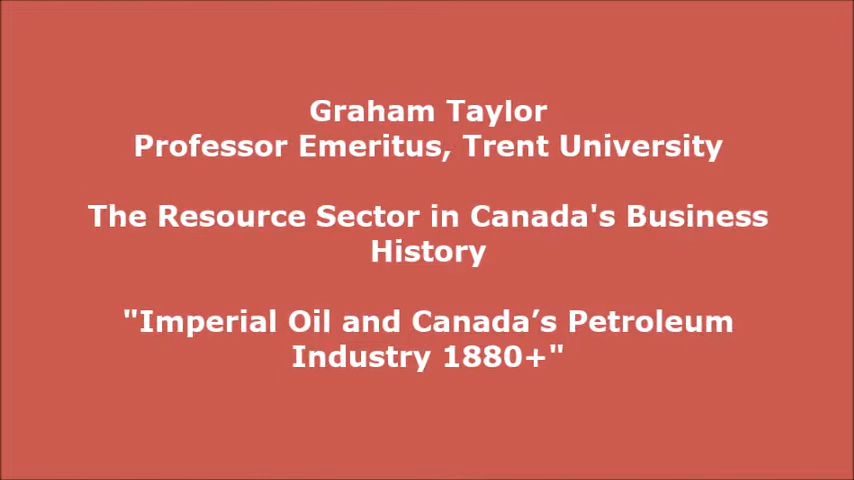 Graham Taylor
Professor Emeritus, Trent University
The Resource Sector in Canada's Business
History
"Imperial Oil and Canada’s Petroleum
Industry 1880+"